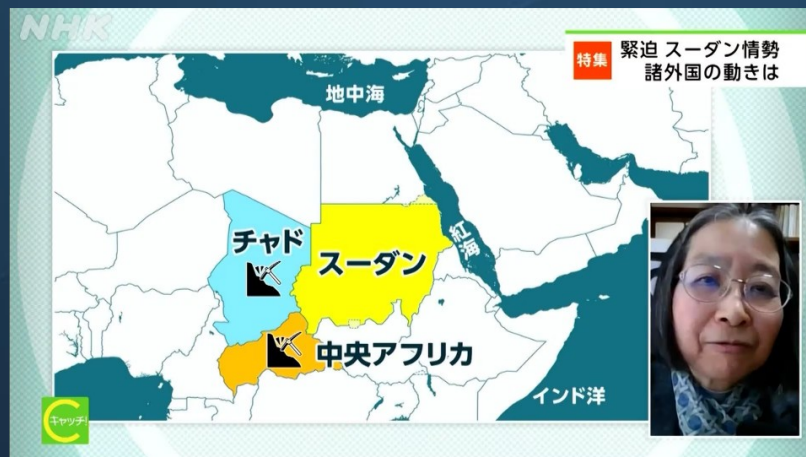 NHK
特集
緊迫 スーダン情勢
諸外国の動きは
地中海
チャド
スーダン
紅海
中央アフリカ
インド洋
キャッチ!